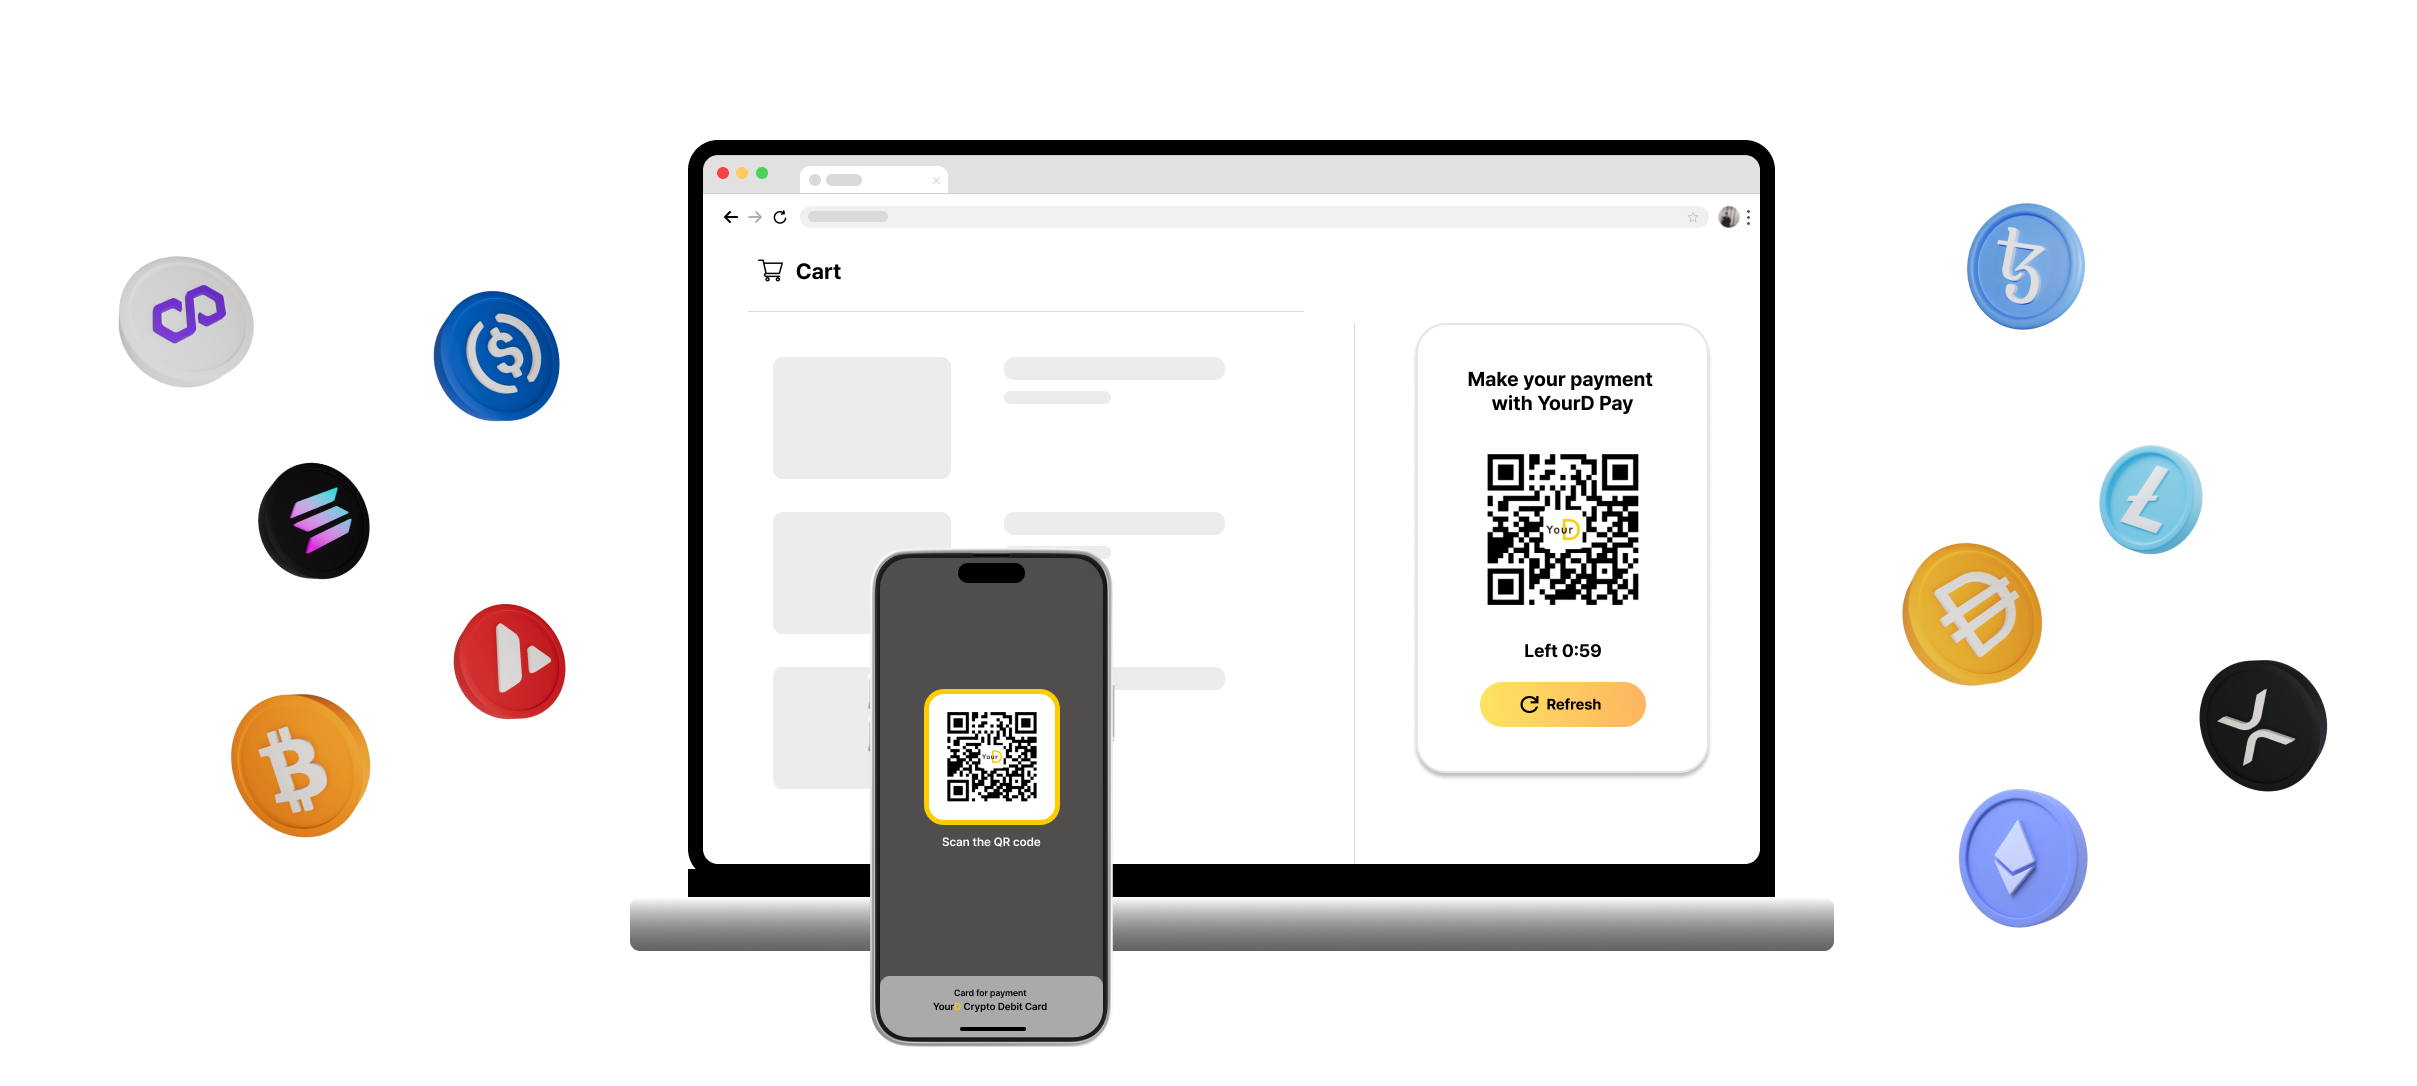 Cart
Make your payment
with YourD Pay
YourD
Left 0:59
Refresh
YourD
Scan the QR code
Card for payment
YourD Crypto Debit Card